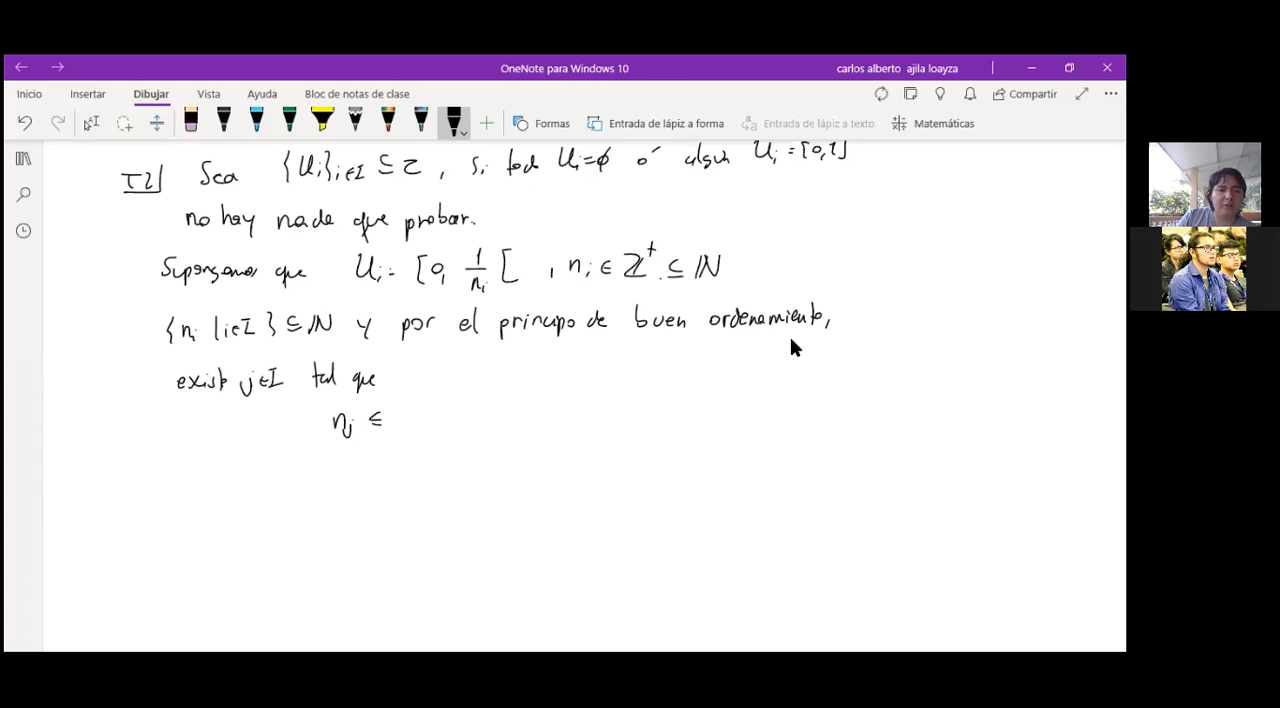 OneNote para Windows 10
carlos alberto ajila loayza
Inicio Insertar Dibujar Vista Ayuda Bloc de notas de clase
Compartir
Formas Entrada de lápiz a forma Entrada de lápiz a texto Matemáticas
T2| Sea {Ui}i∈I ⊆ τ, si todo Ui=∅ ó algún Ui=[0,1]
no hay nada que probar.
Supongamos que Ui = [0, 1/ni [ , ni ∈ ℤ⁺ ⊆ ℕ
{ni | i∈I} ⊆ ℕ y por el principo de buen ordenamiento,
existe j∈I tal que
nj ≤